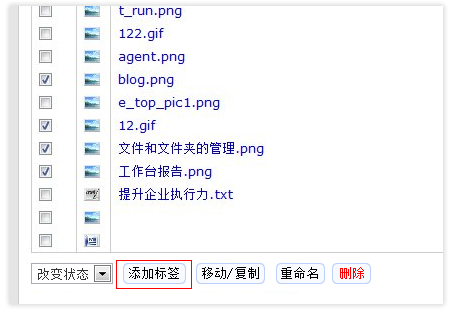 t_run.png
122.gif
agent.png
blog.png
e_top_pic1.png
12.gif
文件和文件夹的管理.png
工作台报告.png
提升企业执行力.txt
改变状态 添加标签 移动/复制 重命名 删除